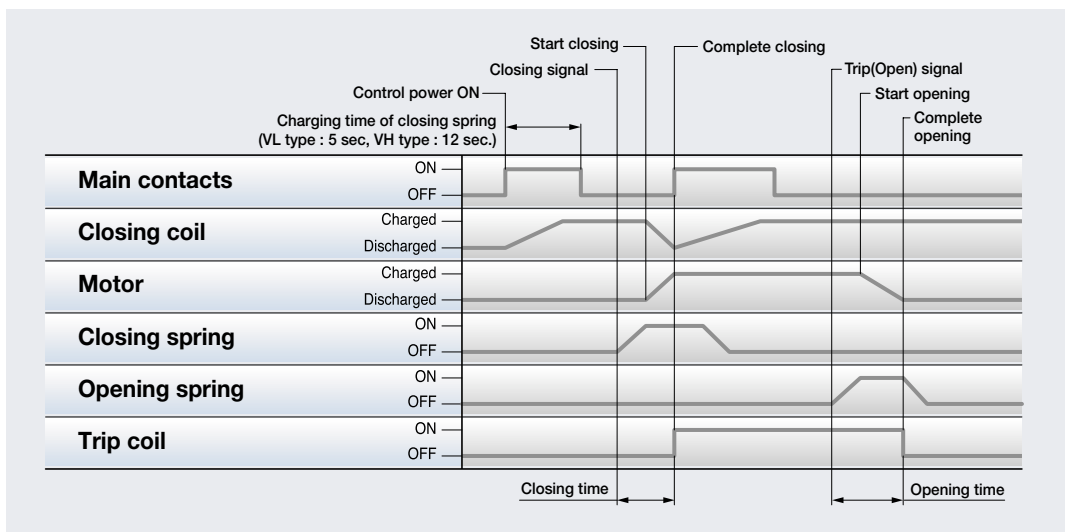 Start closing
Complete closing
Closing signal
Trip(Open) signal
Control power ON
Start opening
Charging time of closing spring
(VL type : 5 sec, VH type : 12 sec.)
Complete
opening
Main contacts
ON
OFF
Closing coil
Charged
Discharged
Motor
Charged
Discharged
Closing spring
ON
OFF
Opening spring
ON
OFF
Trip coil
ON
OFF
Closing time
Opening time